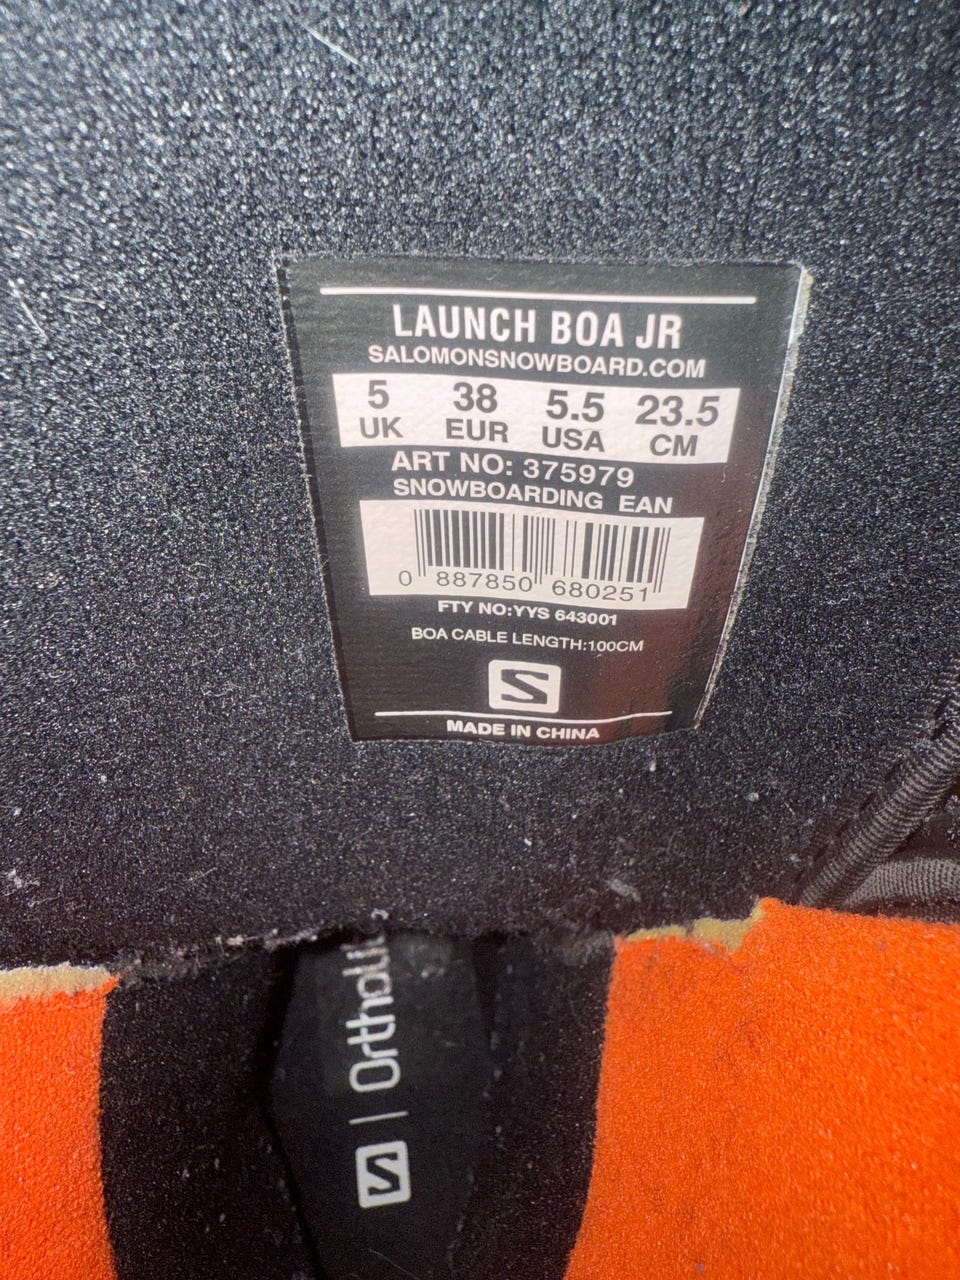 LAUNCH BOA JR
SALOMONSNOWBOARD.COM
5 38 5.5 23.5
UK EUR USA CM
ART NO: 375979
SNOWBOARDING EAN
0 887850 680251
FTY NO:YYS 643001
BOA CABLE LENGTH:100CM
S
MADE IN CHINA
S |